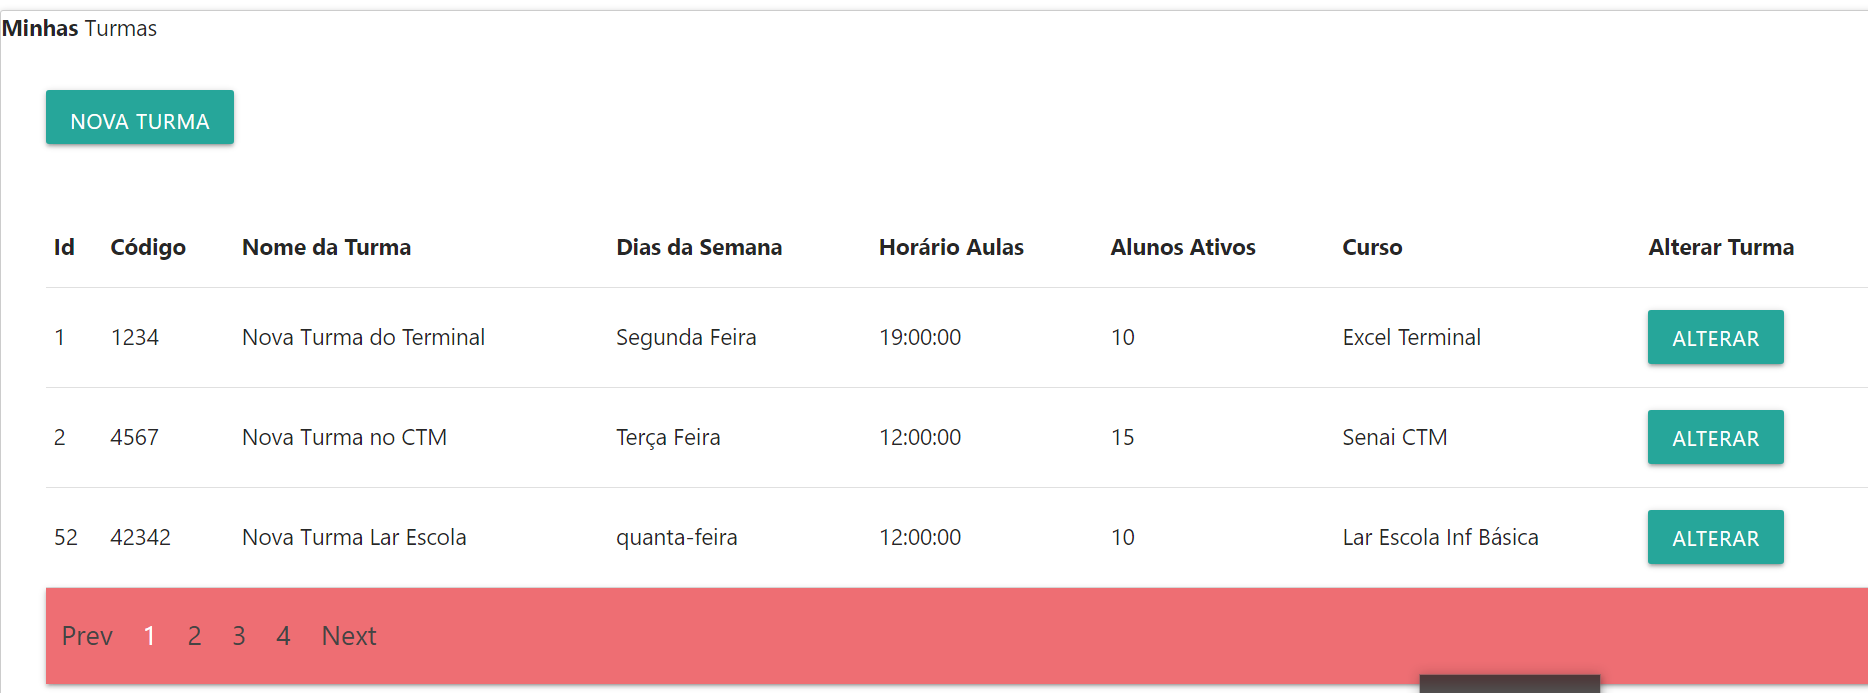 Minhas Turmas
NOVA TURMA
Id Código Nome da Turma Dias da Semana Horário Aulas Alunos Ativos Curso Alterar Turma
1 1234 Nova Turma do Terminal Segunda Feira 19:00:00 10 Excel Terminal ALTERAR
2 4567 Nova Turma no CTM Terça Feira 12:00:00 15 Senai CTM ALTERAR
52 42342 Nova Turma Lar Escola quanta-feira 12:00:00 10 Lar Escola Inf Básica ALTERAR
Prev 1 2 3 4 Next